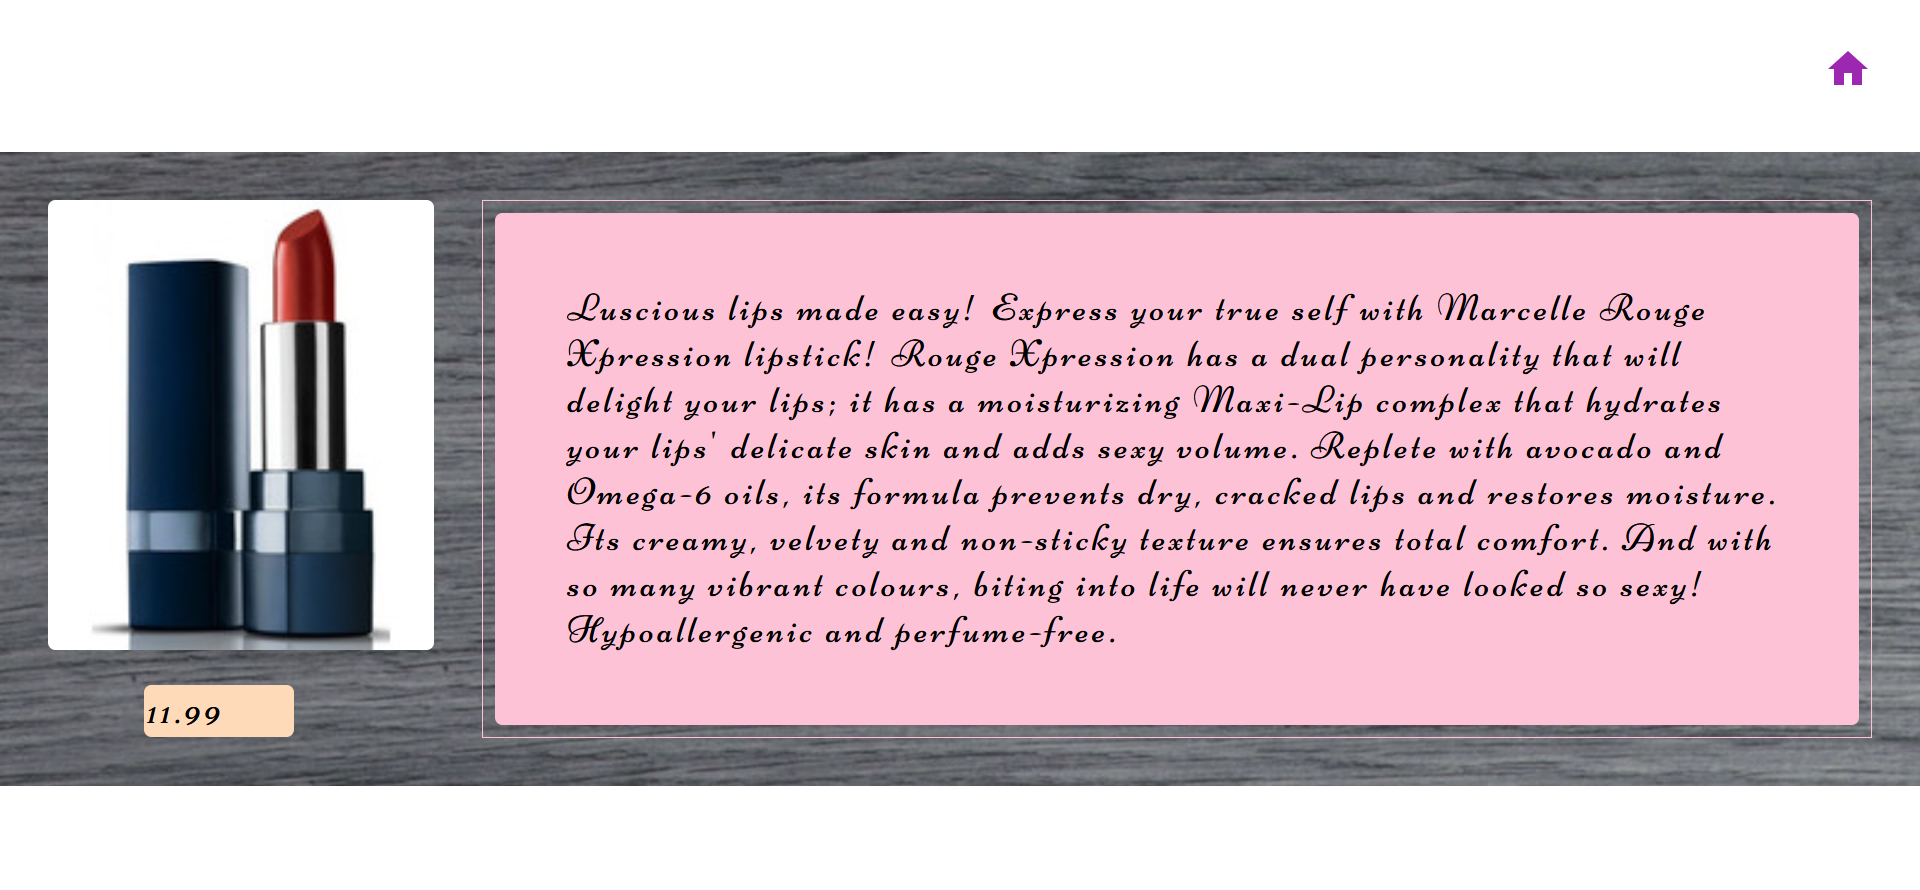 Luscious lips made easy! Express your true self with Marcelle Rouge
Xpression lipstick! Rouge Xpression has a dual personality that will
delight your lips; it has a moisturizing Maxi-Lip complex that hydrates
your lips' delicate skin and adds sexy volume. Replete with avocado and
Omega-6 oils, its formula prevents dry, cracked lips and restores moisture.
Its creamy, velvety and non-sticky texture ensures total comfort. And with
so many vibrant colours, biting into life will never have looked so sexy!
Hypoallergenic and perfume-free.
11.99